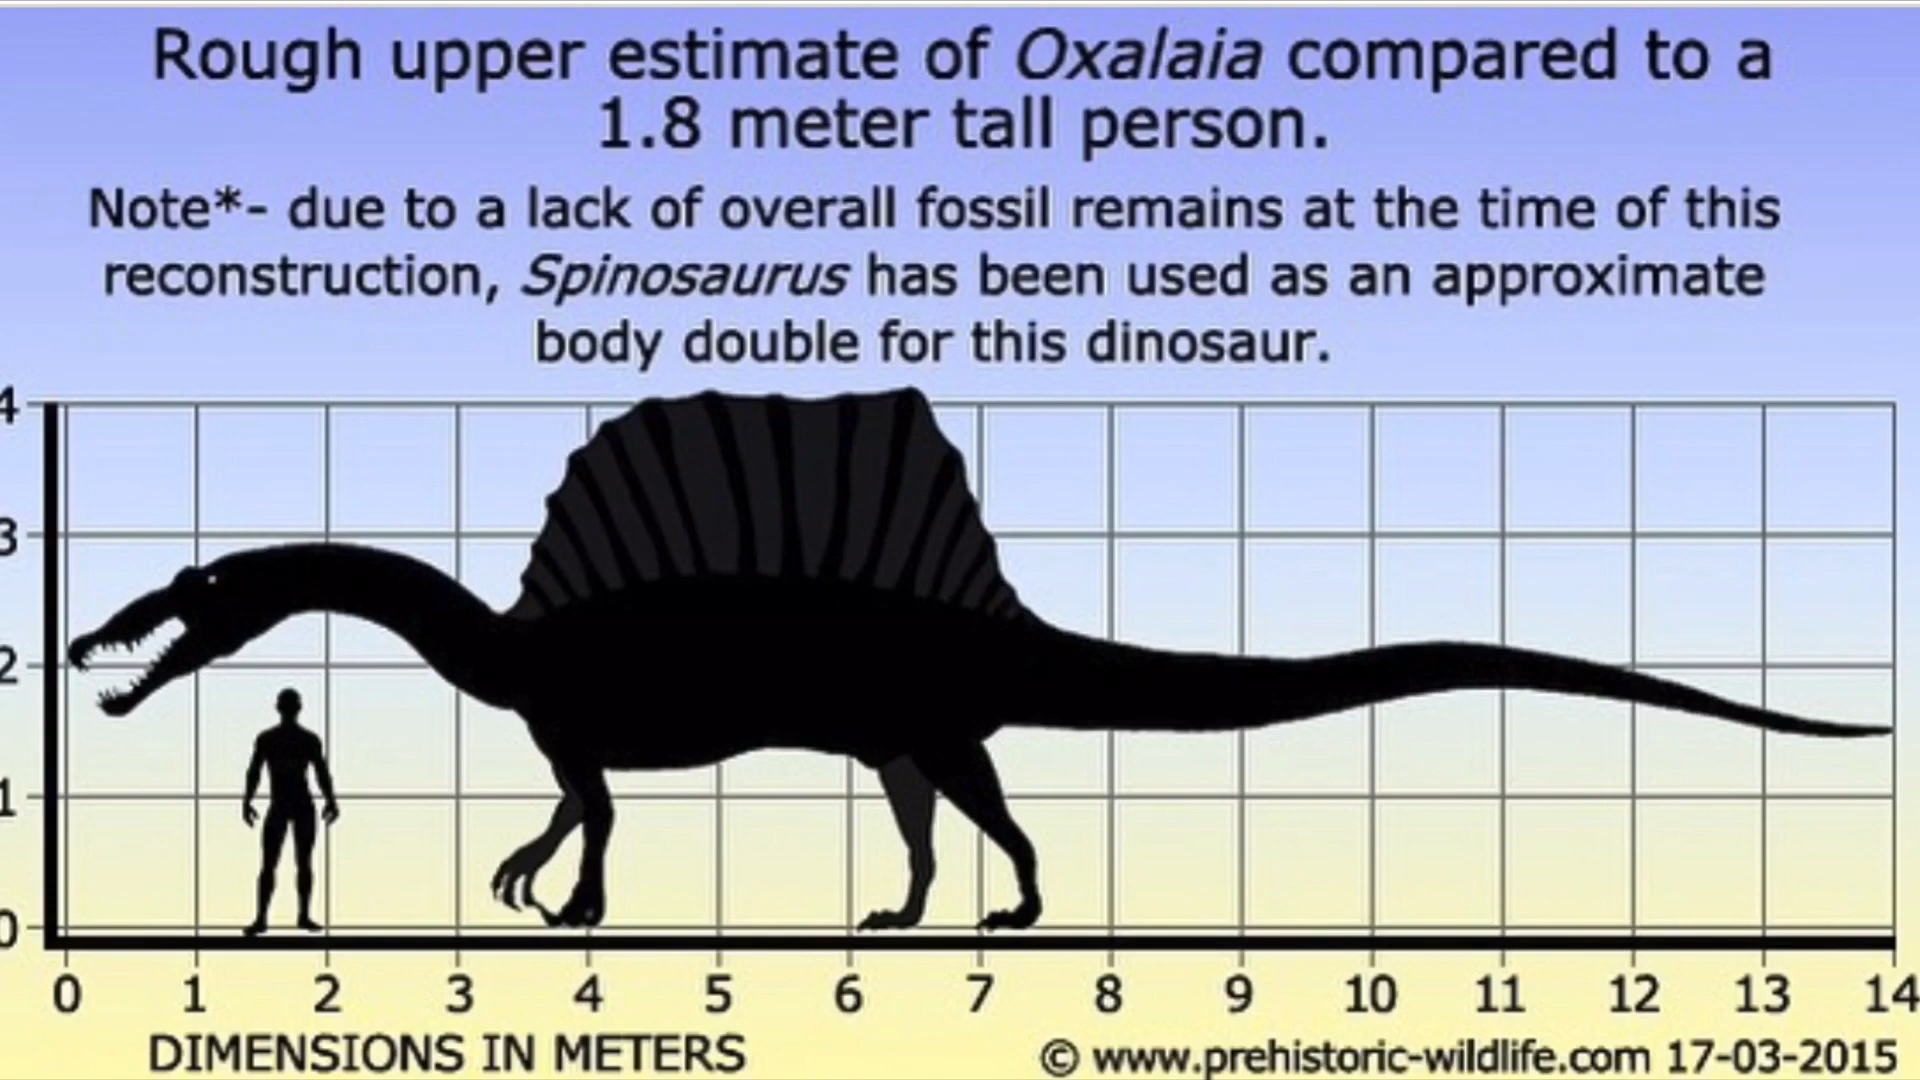 Rough upper estimate of Oxalaia compared to a
1.8 meter tall person.
Note*- due to a lack of overall fossil remains at the time of this
reconstruction, Spinosaurus has been used as an approximate
body double for this dinosaur.
4
3
2
1
0
0 1 2 3 4 5 6 7 8 9 10 11 12 13 14
DIMENSIONS IN METERS © www.prehistoric-wildlife.com 17-03-2015